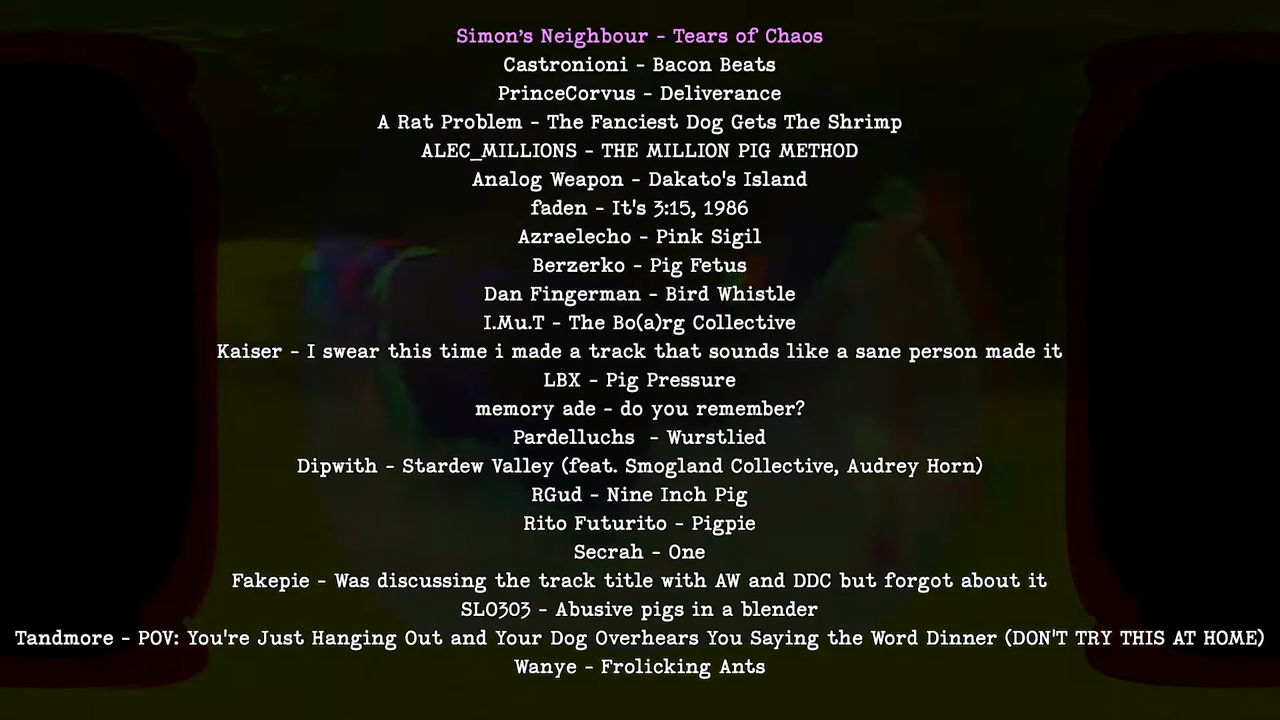 Simon's Neighbour - Tears of Chaos
Castronioni - Bacon Beats
PrinceCorvus - Deliverance
A Rat Problem - The Fanciest Dog Gets The Shrimp
ALEC_MILLIONS - THE MILLION PIG METHOD
Analog Weapon - Dakato's Island
faden - It's 3:15, 1986
Azraelecho - Pink Sigil
Berzerko - Pig Fetus
Dan Fingerman - Bird Whistle
I.Mu.T - The Bo(a)rg Collective
Kaiser - I swear this time i made a track that sounds like a sane person made it
LBX - Pig Pressure
memory ade - do you remember?
Pardelluchs  - Wurstlied
Dipwith - Stardew Valley (feat. Smogland Collective, Audrey Horn)
RGud - Nine Inch Pig
Rito Futurito - Pigpie
Secrah - One
Fakepie - Was discussing the track title with AW and DDC but forgot about it
SLO303 - Abusive pigs in a blender
Tandmore - POV: You're Just Hanging Out and Your Dog Overhears You Saying the Word Dinner (DON'T TRY THIS AT HOME)
Wanye - Frolicking Ants